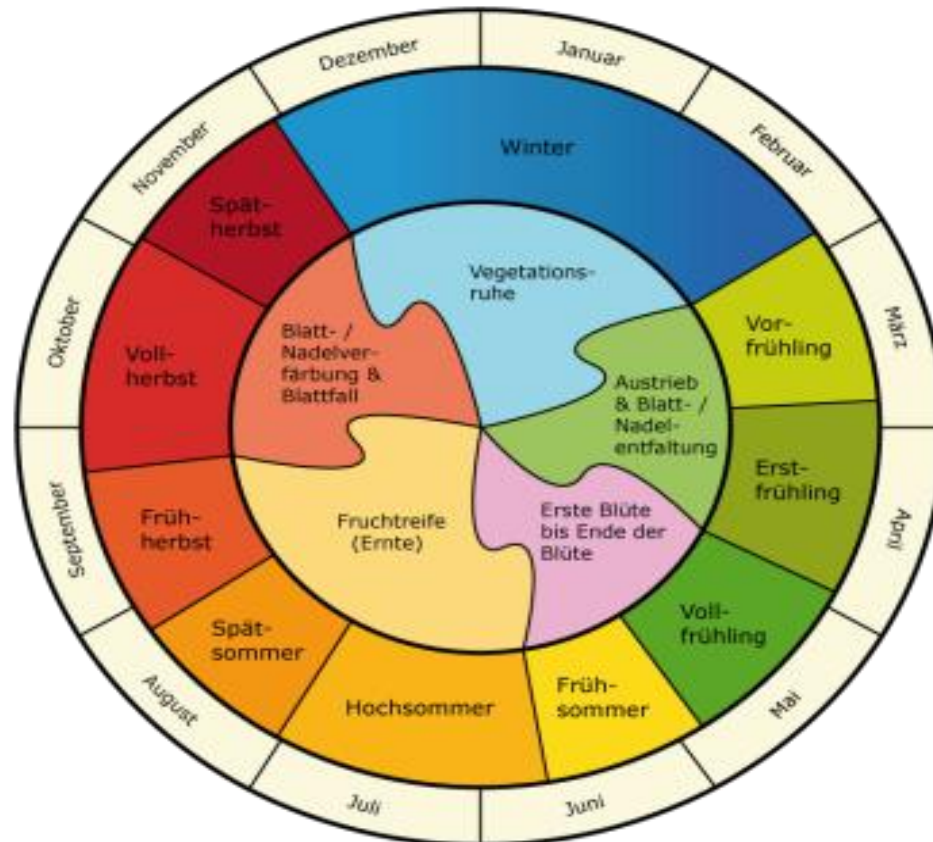 Dezember
Januar
Februar
März
April
Mai
Juni
Juli
August
September
Oktober
November
Winter
Vor-
frühling
Erst-
frühling
Voll-
frühling
Früh-
sommer
Hochsommer
Spät-
sommer
Früh-
herbst
Voll-
herbst
Spät-
herbst
Vegetations-
ruhe
Austrieb
& Blatt- /
Nadel-
entfaltung
Erste Blüte
bis Ende der
Blüte
Fruchtreife
(Ernte)
Blatt- /
Nadelver-
färbung &
Blattfall